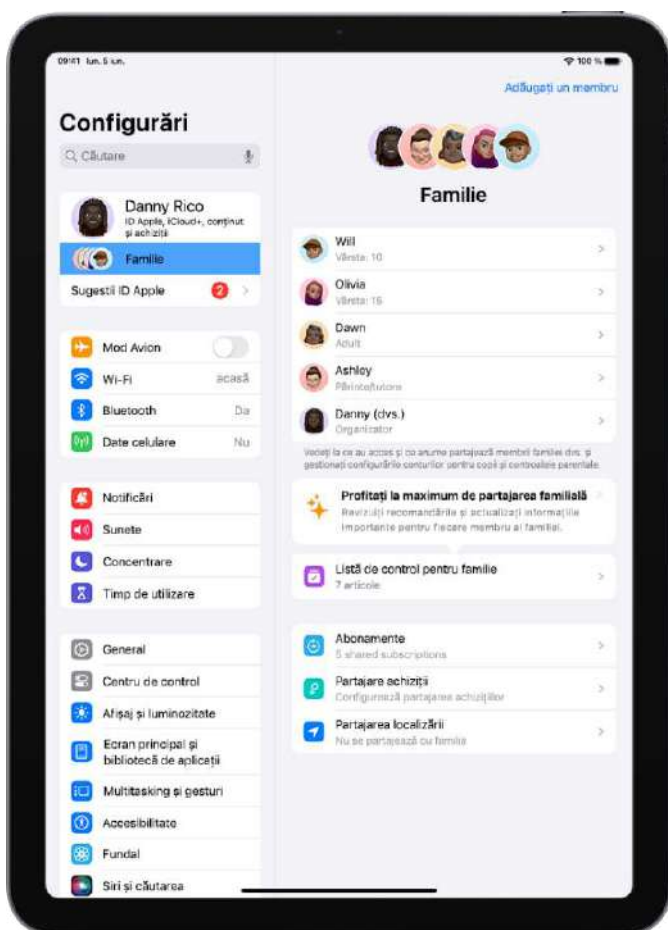 09:41 lun. 5 iun.
100 %
Adăugați un membru
Configurări
Căutare
Danny Rico
ID Apple, iCloud+, conținut
și achiziții
Familie
Sugestii ID Apple
2
Mod Avion
Wi-Fi
acasă
Bluetooth
Da
Date celulare
Nu
Notificări
Sunete
Concentrare
Timp de utilizare
General
Centru de control
Afișaj și luminozitate
Ecran principal și
bibliotecă de aplicații
Multitasking și gesturi
Accesibilitate
Fundal
Siri și căutarea
Familie
Will
Vârsta: 10
Olivia
Vârsta: 16
Dawn
Adult
Ashley
Părinte/tutore
Danny (dvs.)
Organizator
Vedeți la ce au acces și ce anume partajează membrii familiei dvs. și
gestionați configurările conturilor pentru copii și controalele parentale.
Profitați la maximum de partajarea familială
Revizuiți recomandările și actualizați informațiile
importante pentru fiecare membru al familiei.
Listă de control pentru familie
7 articole
Abonamente
5 shared subscriptions
Partajare achiziții
Configurează partajarea achizițiilor
Partajarea localizării
Nu se partajează cu familia